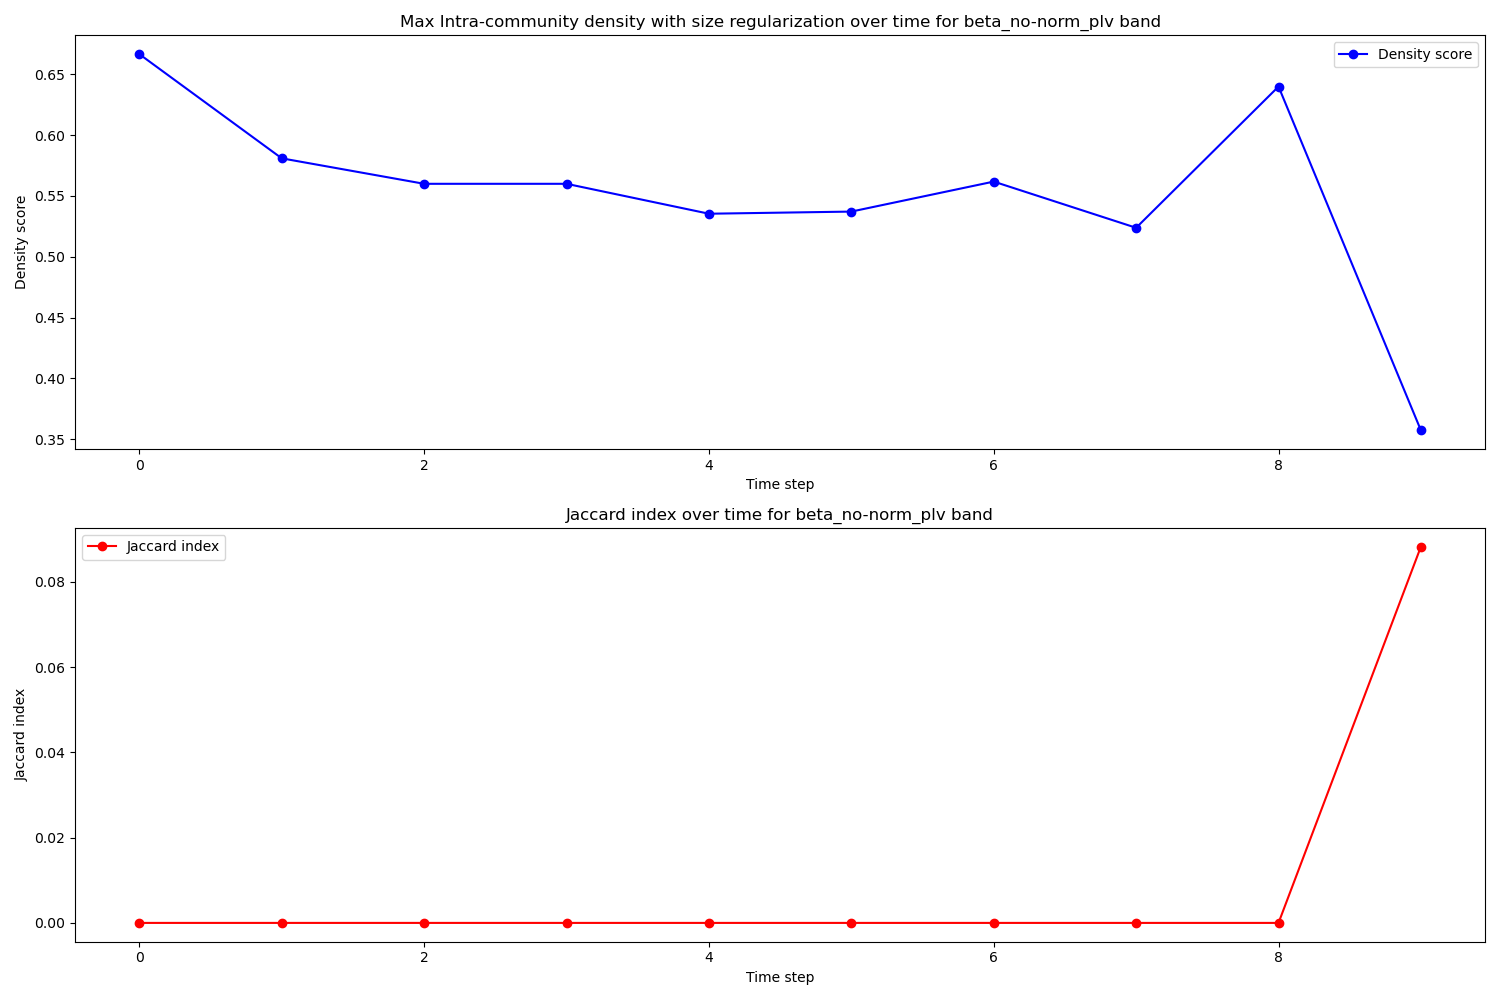 Max Intra-community density with size regularization over time for beta_no-norm_plv band
Density score
0.65
0.60
0.55
0.50
0.45
0.40
0.35
Density score
0 2 4 6 8
Time step
Jaccard index over time for beta_no-norm_plv band
Jaccard index
0.08
0.06
0.04
0.02
0.00
Jaccard index
0 2 4 6 8
Time step